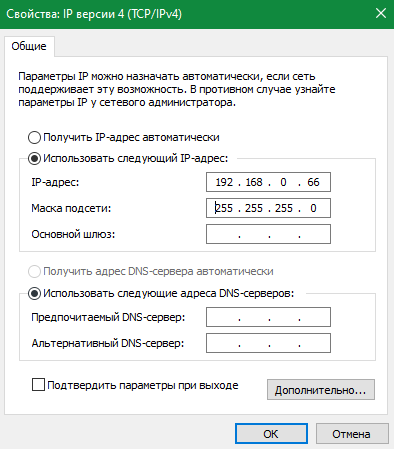 Свойства: IP версии 4 (TCP/IPv4)
Общие
Параметры IP можно назначать автоматически, если сеть
поддерживает эту возможность. В противном случае узнайте
параметры IP у сетевого администратора.
Получить IP-адрес автоматически
Использовать следующий IP-адрес:
IP-адрес: 192 . 168 . 0 . 66
Маска подсети: 255 . 255 . 255 . 0
Основной шлюз: . . .
Получить адрес DNS-сервера автоматически
Использовать следующие адреса DNS-серверов:
Предпочитаемый DNS-сервер: . . .
Альтернативный DNS-сервер: . . .
Подтвердить параметры при выходе
Дополнительно...
ОК Отмена